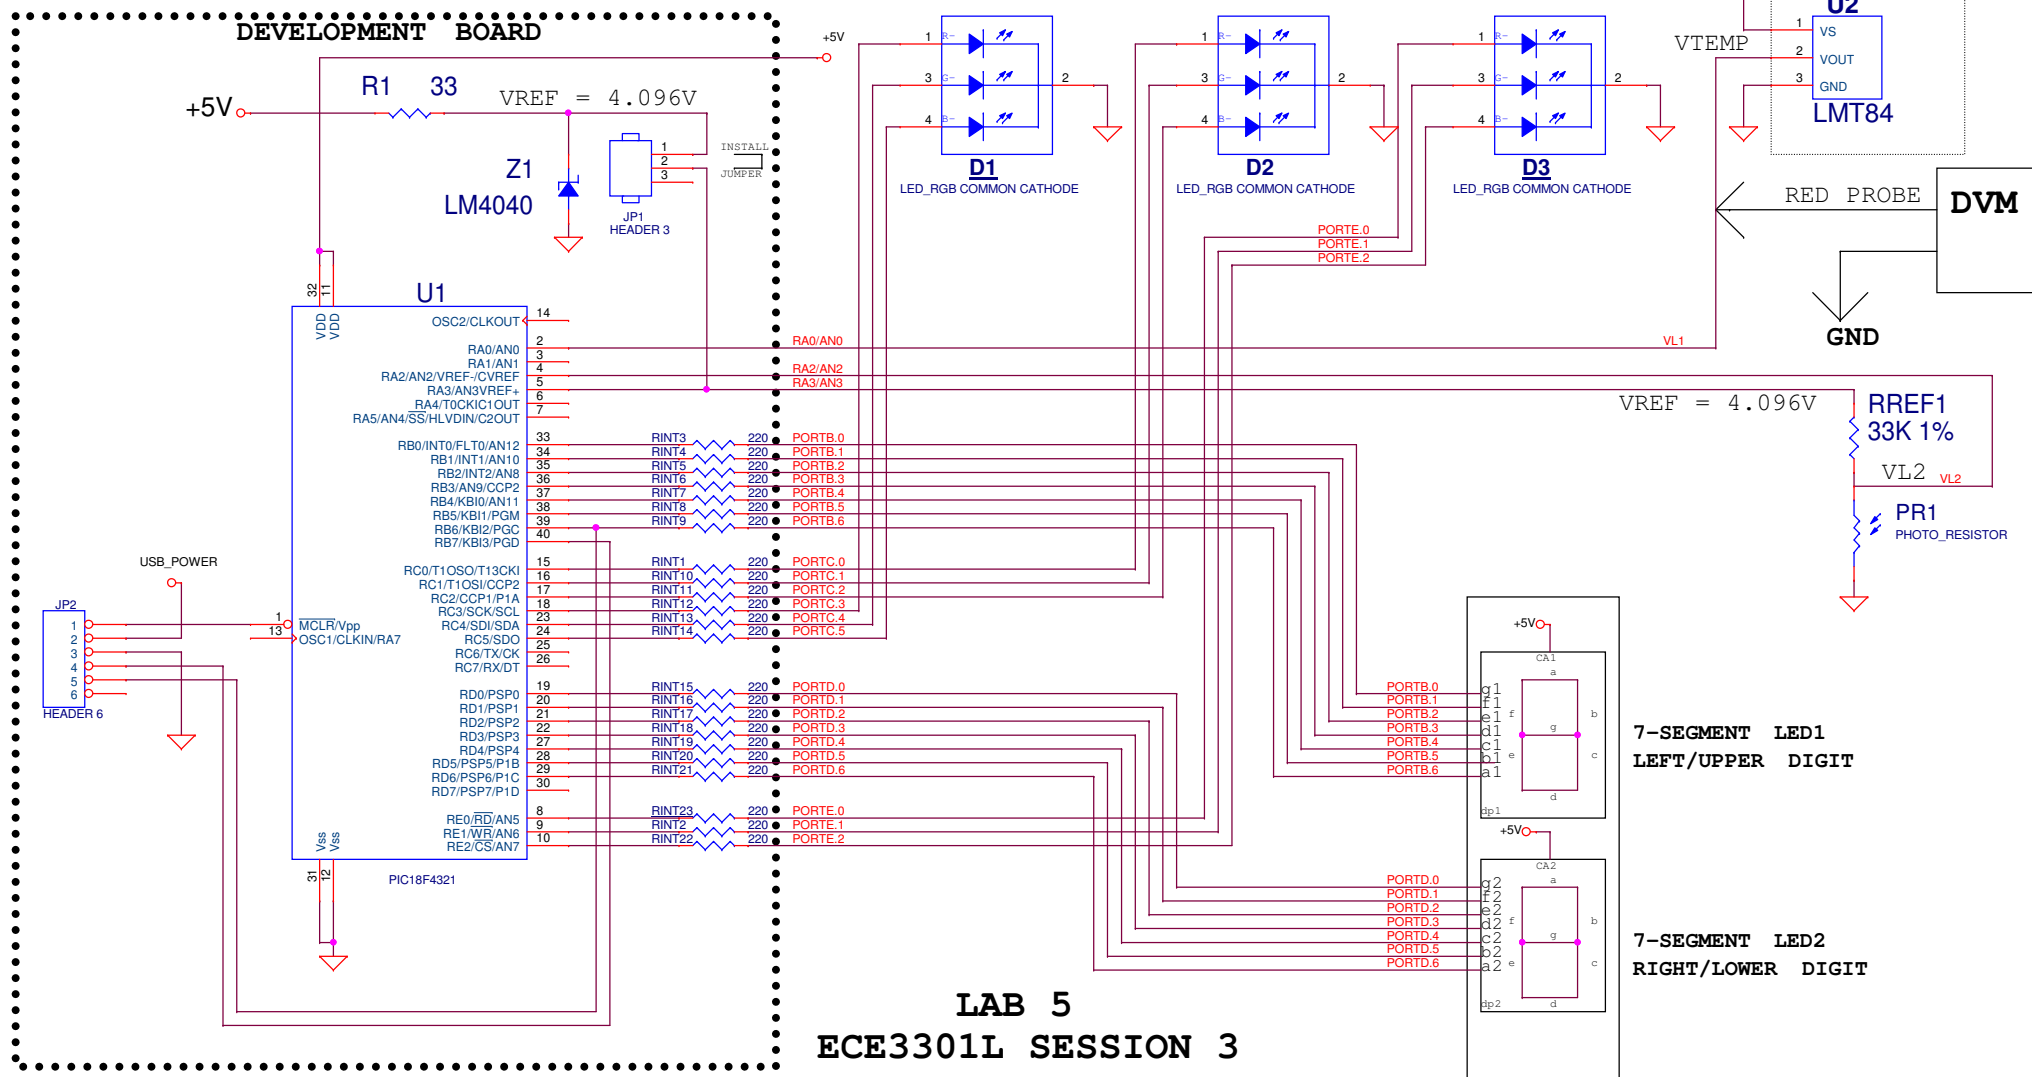 DEVELOPMENT BOARD
+5V
R1 33
+5V
VREF = 4.096V
Z1
LM4040
1
2
3
INSTALL
JUMPER
JP1
HEADER 3
1 R-
3 G-
4 B-
2
D1
LED_RGB COMMON CATHODE
1 R-
3 G-
4 B-
2
D2
LED_RGB COMMON CATHODE
1 R-
3 G-
4 B-
2
D3
LED_RGB COMMON CATHODE
U2
VTEMP
1 VS
2 VOUT
3 GND
LMT84
RED PROBE
DVM
GND
PORTE.0
PORTE.1
PORTE.2
U1
32 VDD
11 VDD
OSC2/CLKOUT 14
RA0/AN0 2 RA0/AN0 VL1
RA1/AN1 3
RA2/AN2/VREF-/CVREF 4 RA2/AN2
RA3/AN3VREF+ 5 RA3/AN3
RA4/T0CKIC1OUT 6
RA5/AN4/SS/HLVDIN/C2OUT 7
VREF = 4.096V
RREF1
33K 1%
VL2 VL2
PR1
PHOTO_RESISTOR
RB0/INT0/FLT0/AN12 33 RINT3 220 PORTB.0
RB1/INT1/AN10 34 RINT4 220 PORTB.1
RB2/INT2/AN8 35 RINT5 220 PORTB.2
RB3/AN9/CCP2 36 RINT6 220 PORTB.3
RB4/KBI0/AN11 37 RINT7 220 PORTB.4
RB5/KBI1/PGM 38 RINT8 220 PORTB.5
RB6/KBI2/PGC 39 RINT9 220 PORTB.6
RB7/KBI3/PGD 40
RC0/T1OSO/T13CKI 15 RINT1 220 PORTC.0
RC1/T1OSI/CCP2 16 RINT10 220 PORTC.1
RC2/CCP1/P1A 17 RINT11 220 PORTC.2
RC3/SCK/SCL 18 RINT12 220 PORTC.3
RC4/SDI/SDA 23 RINT13 220 PORTC.4
RC5/SDO 24 RINT14 220 PORTC.5
RC6/TX/CK 25
RC7/RX/DT 26
USB_POWER
JP2
1
2
3
4
5
6
HEADER 6
1 MCLR/Vpp
13 OSC1/CLKIN/RA7
RD0/PSP0 19 RINT15 220 PORTD.0
RD1/PSP1 20 RINT16 220 PORTD.1
RD2/PSP2 21 RINT17 220 PORTD.2
RD3/PSP3 22 RINT18 220 PORTD.3
RD4/PSP4 27 RINT19 220 PORTD.4
RD5/PSP5/P1B 28 RINT20 220 PORTD.5
RD6/PSP6/P1C 29 RINT21 220 PORTD.6
RD7/PSP7/P1D 30
RE0/RD/AN5 8 RINT23 220 PORTE.0
RE1/WR/AN6 9 RINT2 220 PORTE.1
RE2/CS/AN7 10 RINT22 220 PORTE.2
Vss 31
Vss 12
PIC18F4321
+5V
CA1
PORTB.0 g1
PORTB.1 f1
PORTB.2 e1
PORTB.3 d1
PORTB.4 c1
PORTB.5 b1
PORTB.6 a1
dp1
a
f b
g
e c
d
7-SEGMENT LED1
LEFT/UPPER DIGIT
+5V
CA2
PORTD.0 g2
PORTD.1 f2
PORTD.2 e2
PORTD.3 d2
PORTD.4 c2
PORTD.5 b2
PORTD.6 a2
dp2
a
f b
g
e c
d
7-SEGMENT LED2
RIGHT/LOWER DIGIT
LAB 5
ECE3301L SESSION 3